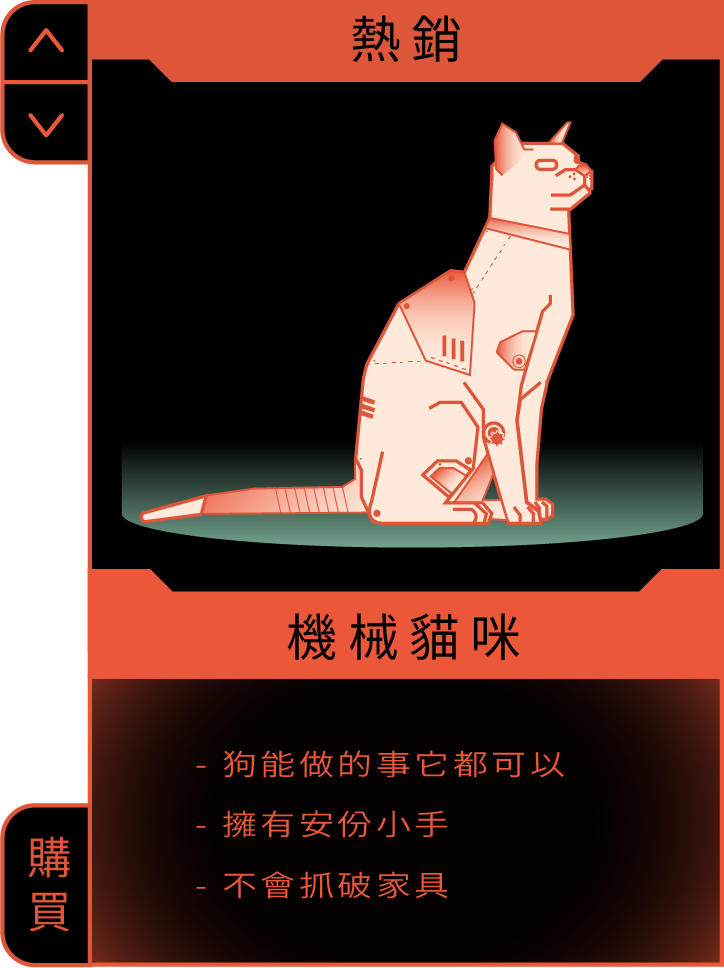 熱銷
機械貓咪
- 狗能做的事它都可以
- 擁有安份小手
- 不會抓破家具
購買